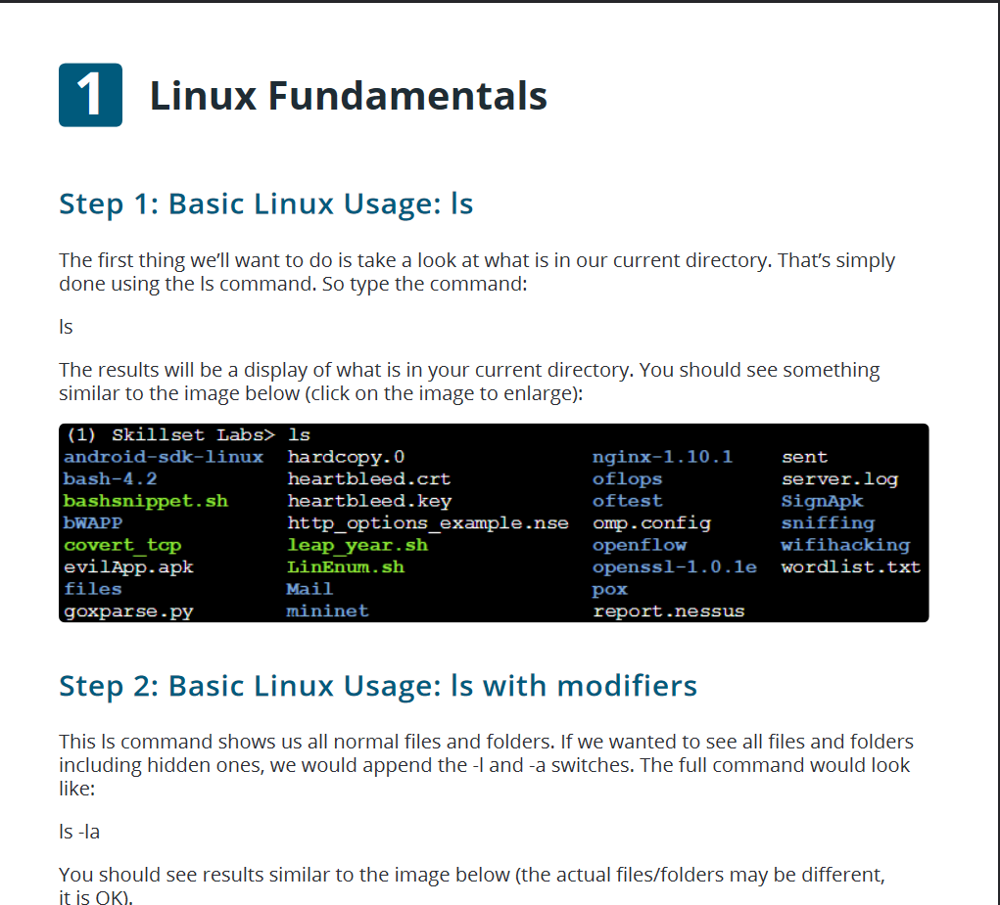 1 Linux Fundamentals
Step 1: Basic Linux Usage: ls
The first thing we’ll want to do is take a look at what is in our current directory. That’s simply
done using the ls command. So type the command:
ls
The results will be a display of what is in your current directory. You should see something
similar to the image below (click on the image to enlarge):
(1) Skillset Labs> ls
android-sdk-linux hardcopy.0 nginx-1.10.1 sent
bash-4.2 heartbleed.crt oflops server.log
bashsnippet.sh heartbleed.key oftest SignApk
bWAPP http_options_example.nse omp.config sniffing
covert_tcp leap_year.sh openflow wifihacking
evilApp.apk LinEnum.sh openssl-1.0.1e wordlist.txt
files Mail pox
goxparse.py mininet report.nessus
Step 2: Basic Linux Usage: ls with modifiers
This ls command shows us all normal files and folders. If we wanted to see all files and folders
including hidden ones, we would append the -l and -a switches. The full command would look
like:
ls -la
You should see results similar to the image below (the actual files/folders may be different,
it is OK).